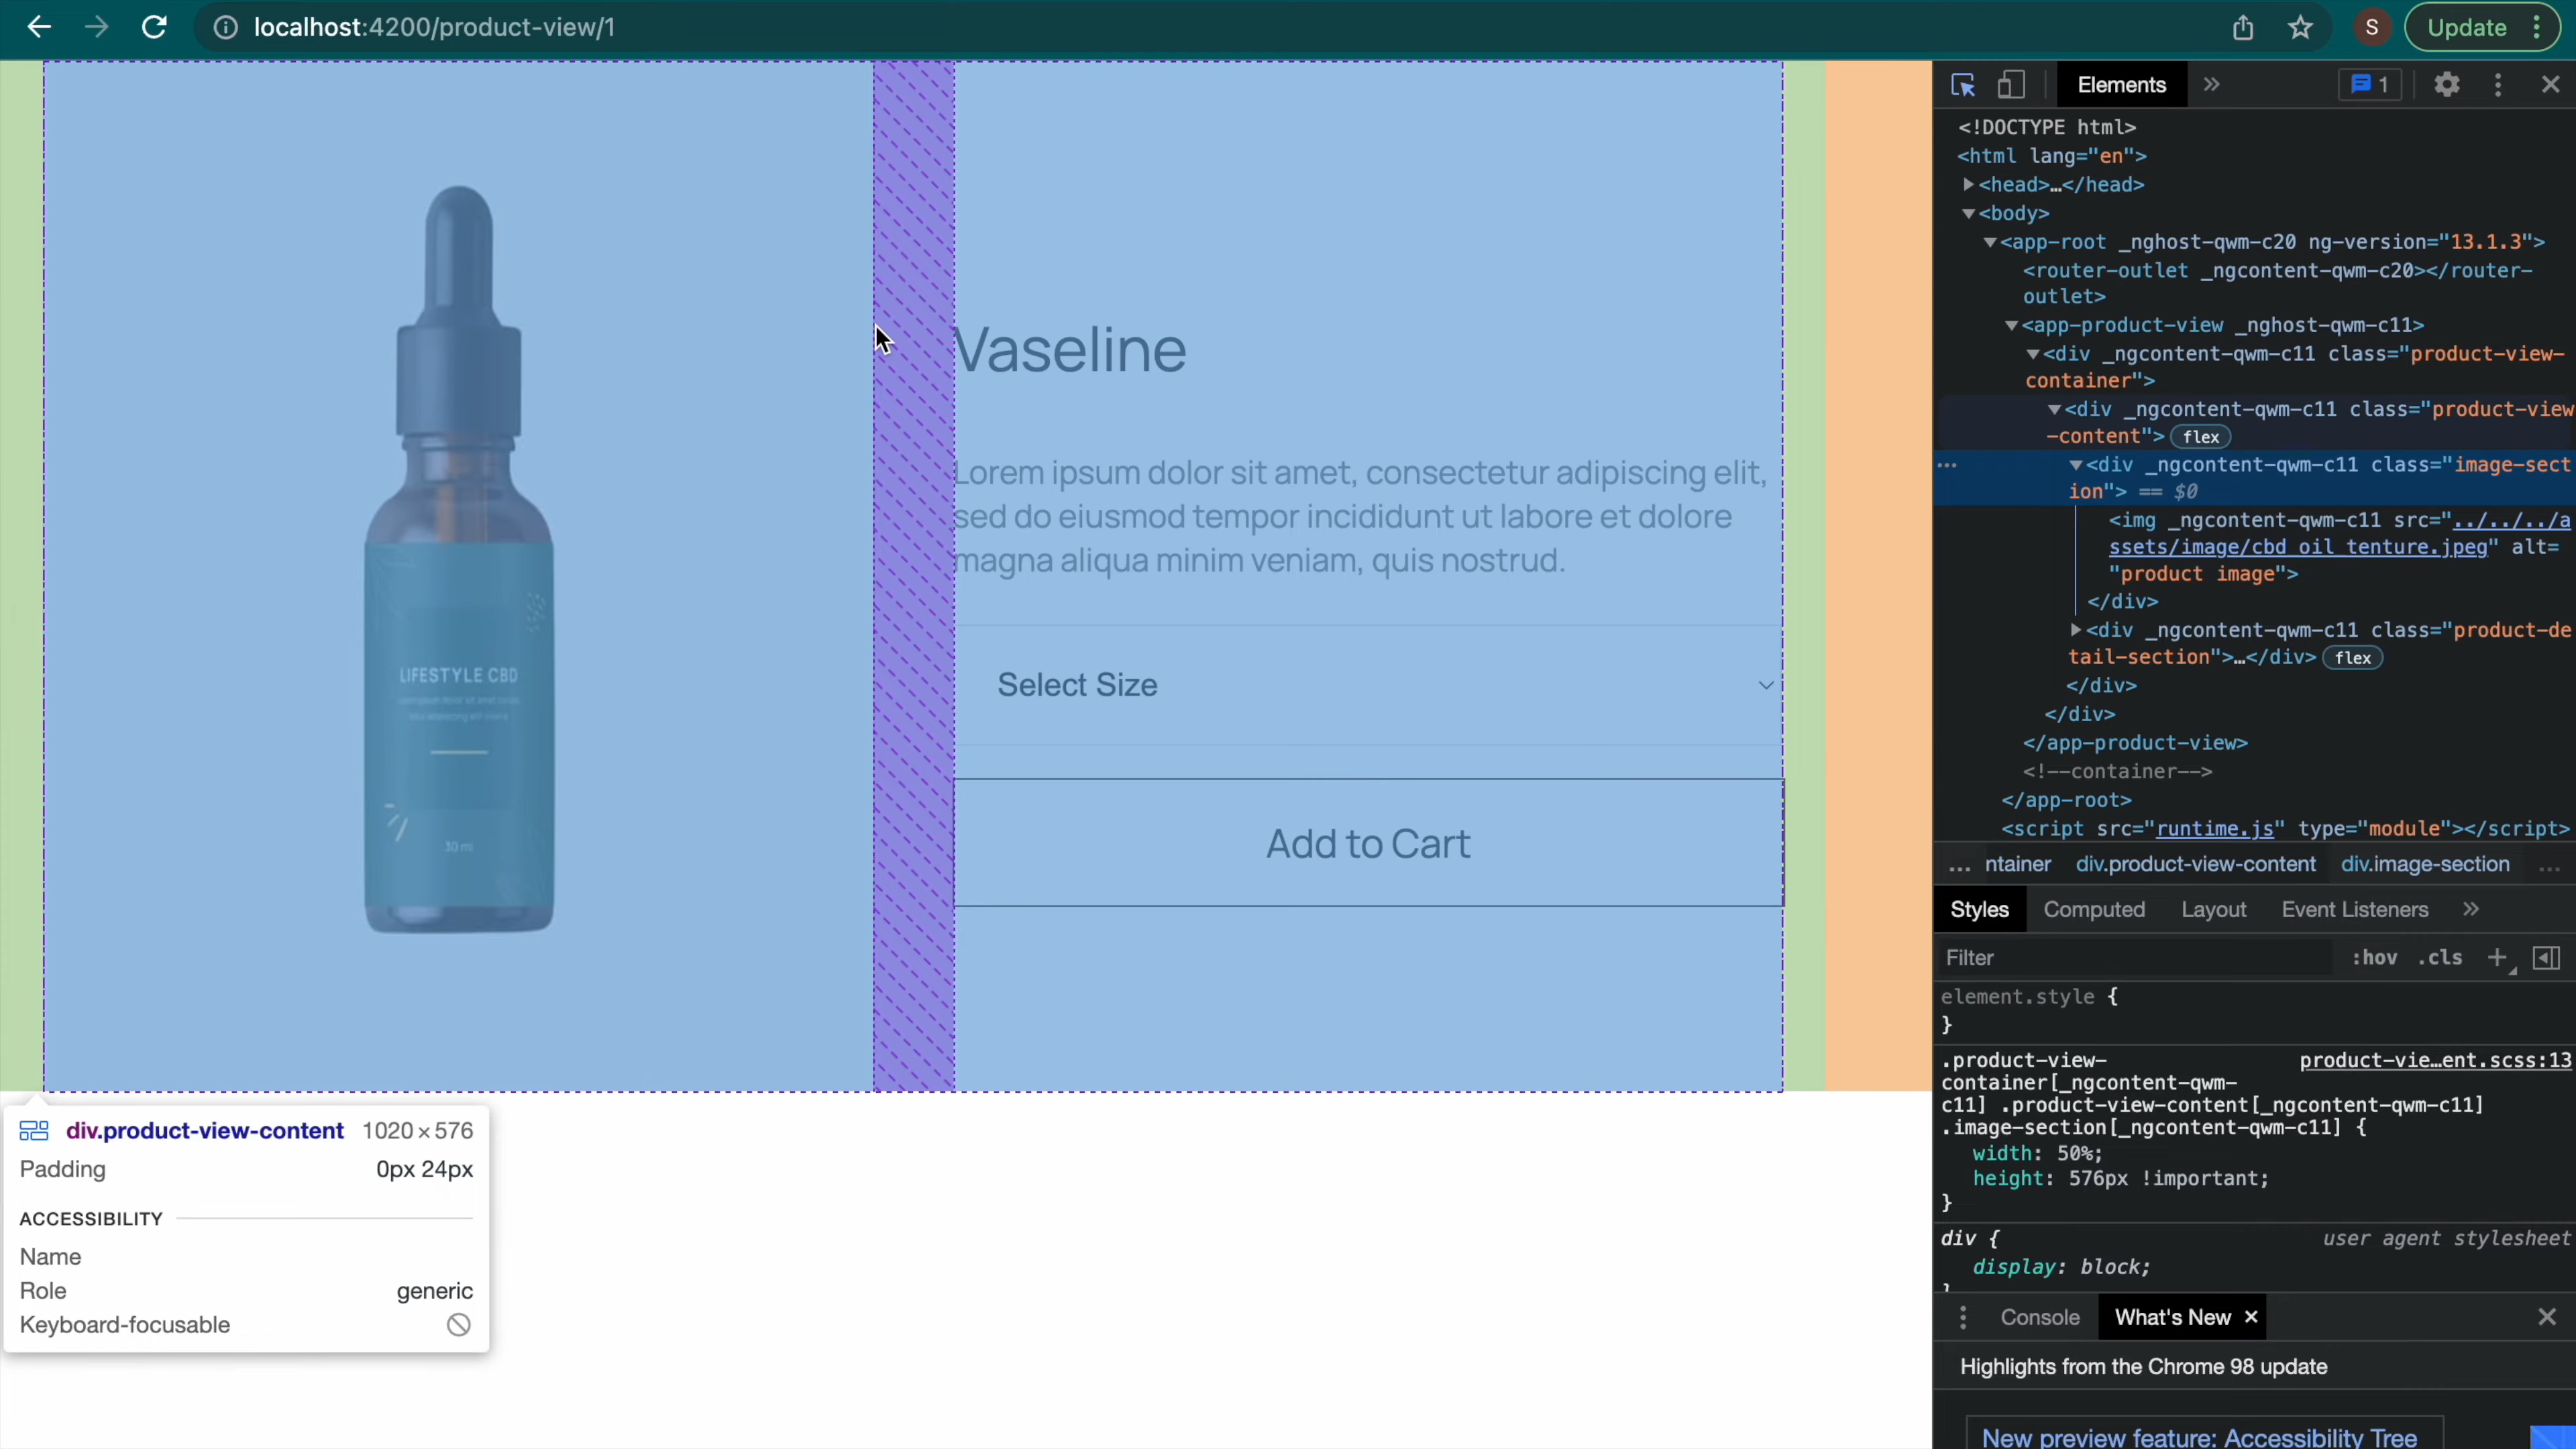 localhost:4200/product-view/1
S
Update
Elements
1
<!DOCTYPE html>
<html lang="en">
<head>…</head>
<body>
<app-root _nghost-qwm-c20 ng-version="13.1.3">
<router-outlet _ngcontent-qwm-c20></router-
outlet>
<app-product-view _nghost-qwm-c11>
<div _ngcontent-qwm-c11 class="product-view-
container">
<div _ngcontent-qwm-c11 class="product-view
-content"> flex
<div _ngcontent-qwm-c11 class="image-sect
ion"> == $0
<img _ngcontent-qwm-c11 src="../../../a
ssets/image/cbd_oil_tenture.jpeg" alt=
"product image">
</div>
<div _ngcontent-qwm-c11 class="product-de
tail-section">…</div> flex
</div>
</div>
</app-product-view>
<!--container-->
</app-root>
<script src="runtime.js" type="module"></script>
... ntainer div.product-view-content div.image-section ...
Styles Computed Layout Event Listeners
Filter :hov .cls
element.style {
}
.product-view- product-vie…ent.scss:13
container[_ngcontent-qwm-
c11] .product-view-content[_ngcontent-qwm-c11]
.image-section[_ngcontent-qwm-c11] {
width: 50%;
height: 576px !important;
}
div { user agent stylesheet
display: block;
}
Console What's New
Highlights from the Chrome 98 update
New preview feature: Accessibility Tree
LIFESTYLE CBD
30 ml
Vaseline
Lorem ipsum dolor sit amet, consectetur adipiscing elit,
sed do eiusmod tempor incididunt ut labore et dolore
magna aliqua minim veniam, quis nostrud.
Select Size
Add to Cart
div.product-view-content 1020 × 576
Padding 0px 24px
ACCESSIBILITY
Name
Role generic
Keyboard-focusable